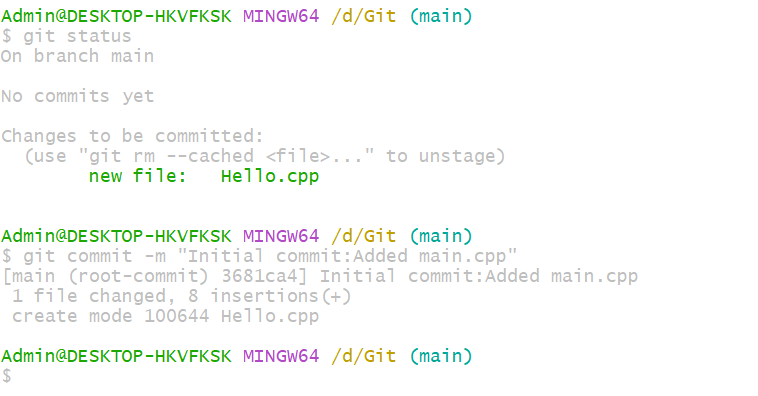 Admin@DESKTOP-HKVFKSK MINGW64 /d/Git (main)
$ git status
On branch main
No commits yet
Changes to be committed:
  (use "git rm --cached <file>..." to unstage)
        new file:   Hello.cpp
Admin@DESKTOP-HKVFKSK MINGW64 /d/Git (main)
$ git commit -m "Initial commit:Added main.cpp"
[main (root-commit) 3681ca4] Initial commit:Added main.cpp
 1 file changed, 8 insertions(+)
 create mode 100644 Hello.cpp
Admin@DESKTOP-HKVFKSK MINGW64 /d/Git (main)
$